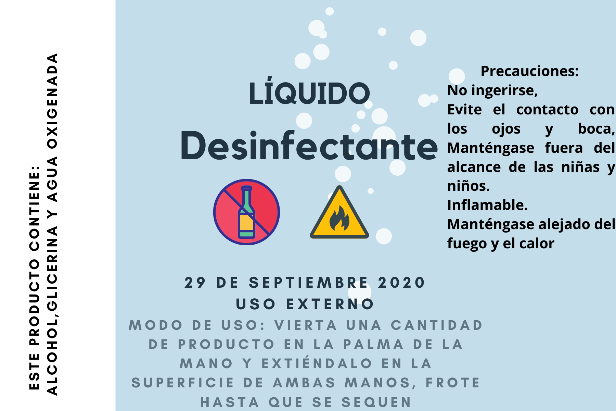 ESTE PRODUCTO CONTIENE:
ALCOHOL,GLICERINA Y AGUA OXIGENADA
LÍQUIDO
Desinfectante
29 DE SEPTIEMBRE 2020
USO EXTERNO
MODO DE USO: VIERTA UNA CANTIDAD
DE PRODUCTO EN LA PALMA DE LA
MANO Y EXTIÉNDALO EN LA
SUPERFICIE DE AMBAS MANOS, FROTE
HASTA QUE SE SEQUEN
Precauciones:
No ingerirse,
Evite el contacto con
los ojos y boca,
Manténgase fuera del
alcance de las niñas y
niños.
Inflamable.
Manténgase alejado del
fuego y el calor